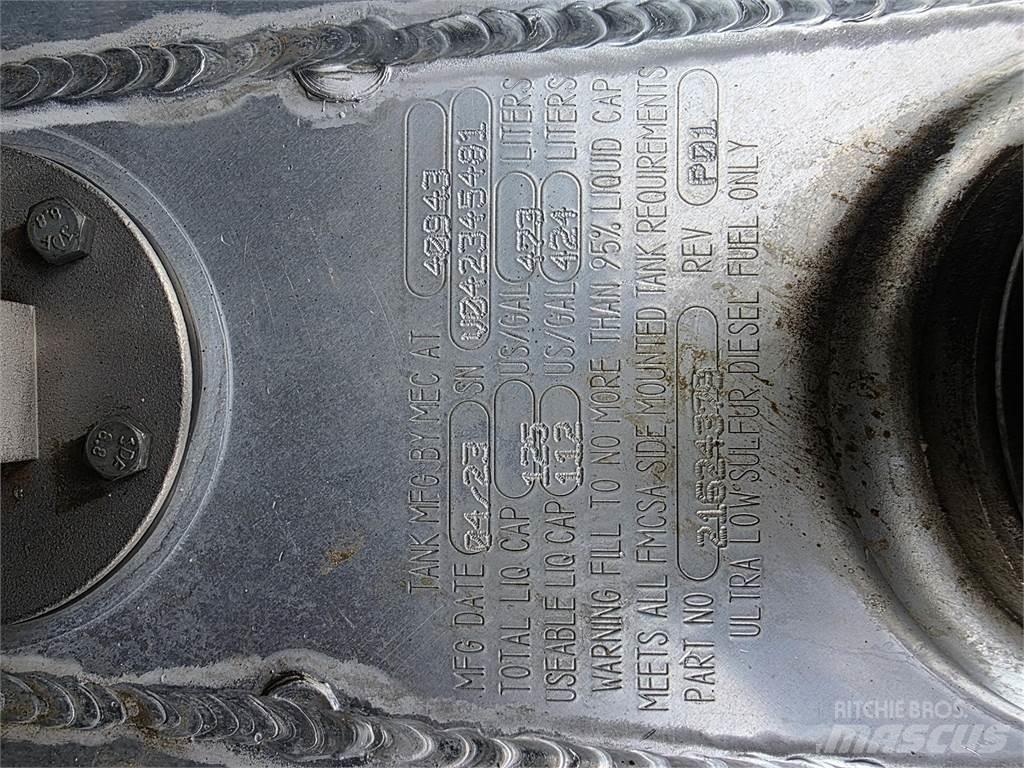 TANK MFG BY MEC AT 40943
MFG DATE 04/23 SN U042345481
TOTAL LIQ CAP 125 US/GAL 473 LITERS
USEABLE LIQ CAP 112 US/GAL 424 LITERS
WARNING FILL TO NO MORE THAN 95% LIQUID CAP
MEETS ALL FMCSA SIDE MOUNTED TANK REQUIREMENTS
PART NO 21624373 REV P01
ULTRA LOW SULFUR DIESEL FUEL ONLY
8.8
3DA
8.8
RITCHIE BROS.
MASCUS